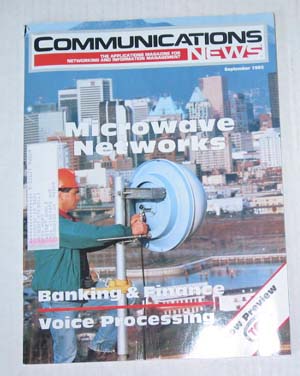 COMMUNICATIONS
NEWS
THE APPLICATIONS MAGAZINE FOR
NETWORKING AND INFORMATION MANAGEMENT
September 1993
Microwave
Networks
Banking & Finance
Voice Processing
Preview